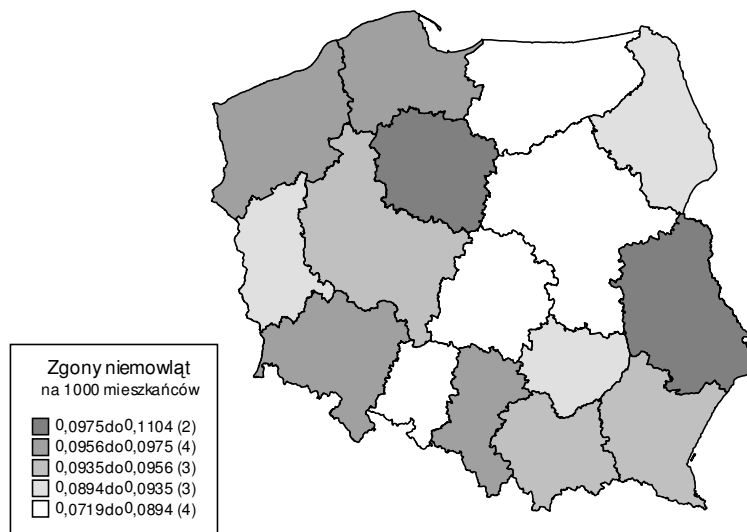 Zgony niemowląt
na 1000 mieszkańców
0,0975do0,1104 (2)
0,0956do0,0975 (4)
0,0935do0,0956 (3)
0,0894do0,0935 (3)
0,0719do0,0894 (4)